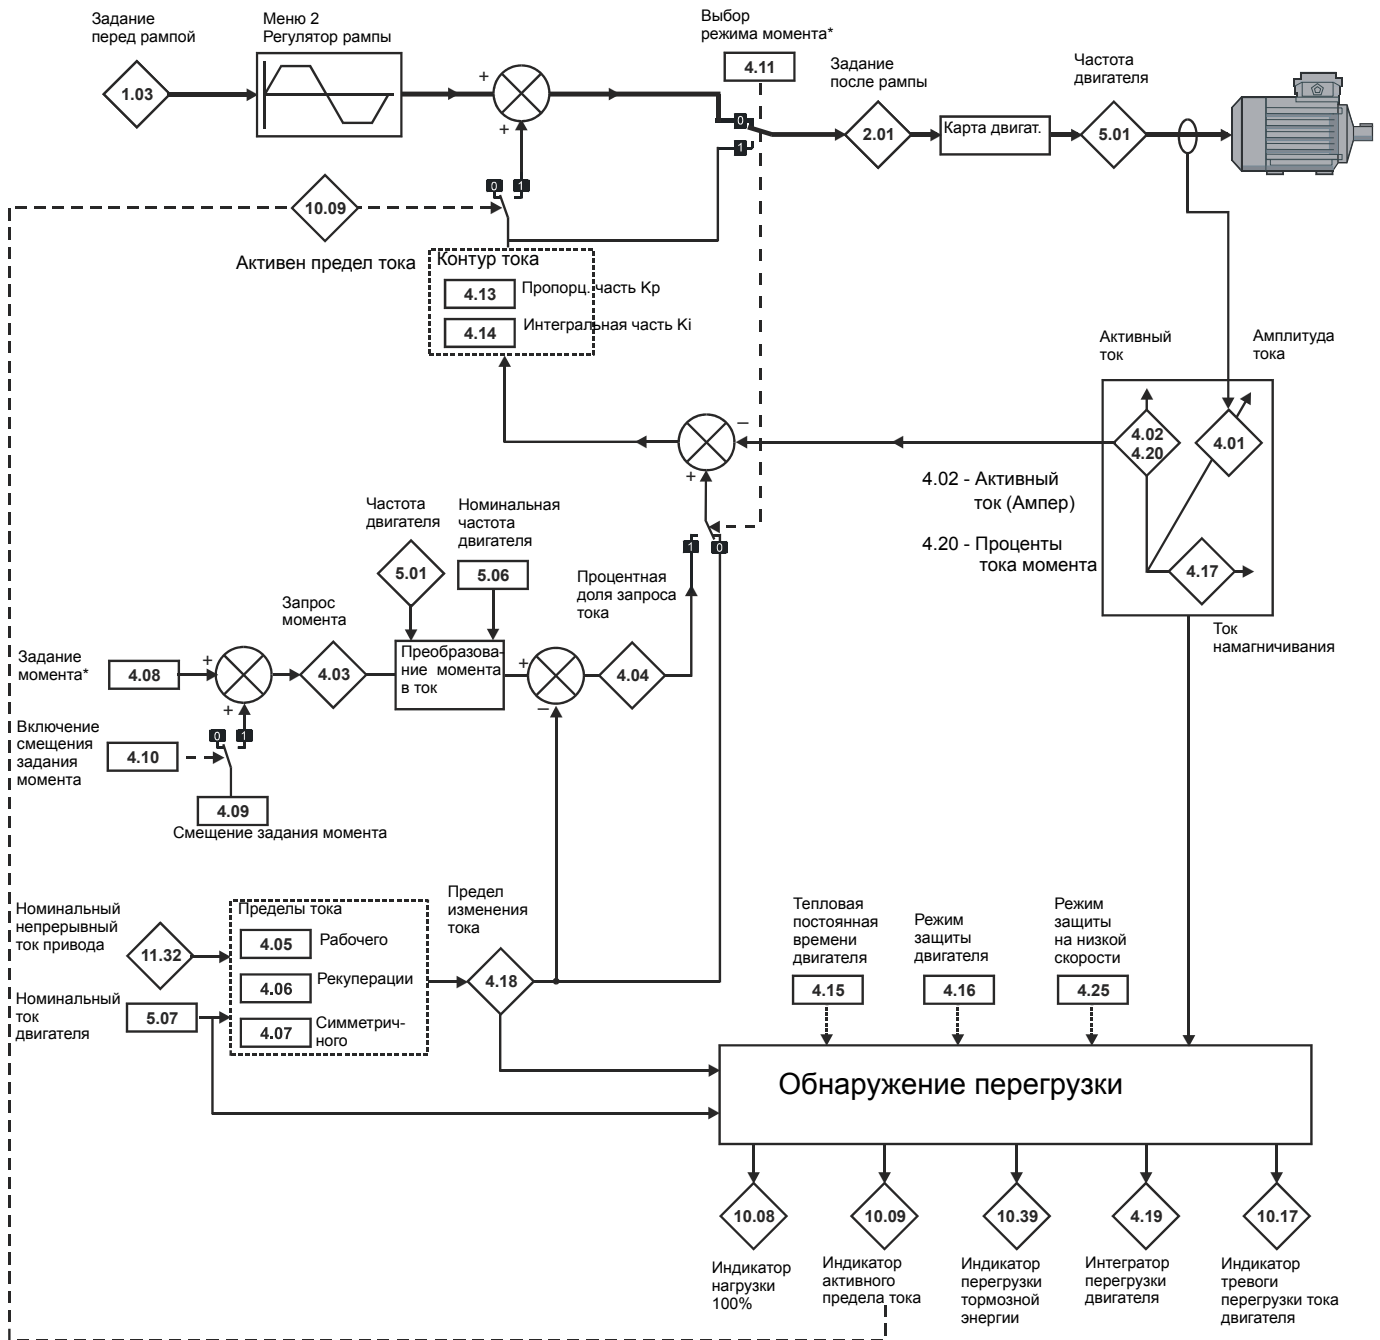 Задание
перед рампой
1.03
Меню 2
Регулятор рампы
+
+
Выбор
режима момента*
4.11
0
1
Задание
после рампы
2.01
Карта двигат.
Частота
двигателя
5.01
0
1
10.09
Активен предел тока
Контур тока
4.13
Пропорц. часть Kp
4.14
Интегральная часть Ki
Активный
ток
Амплитуда
тока
4.02
4.20
4.01
4.17
Ток
намагничивания
4.02 - Активный
ток (Ампер)
4.20 - Проценты
тока момента
–
+
1
0
Частота
двигателя
5.01
Номинальная
частота
двигателя
5.06
Процентная
доля запроса
тока
4.04
Запрос
момента
4.03
Преобразова-
ние момента
в ток
+
–
Задание
момента*
4.08
+
+
0
1
Включение
смещения
задания
момента
4.10
4.09
Смещение задания момента
Номинальный
непрерывный
ток привода
11.32
Номинальный
ток
двигателя
5.07
Пределы тока
4.05
Рабочего
4.06
Рекуперации
4.07
Симметрич-
ного
Предел
изменения
тока
4.18
Тепловая
постоянная
времени
двигателя
4.15
Режим
защиты
двигателя
4.16
Режим
защиты
на низкой
скорости
4.25
Обнаружение перегрузки
10.08
Индикатор
нагрузки
100%
10.09
Индикатор
активного
предела тока
10.39
Индикатор
перегрузки
тормозной
энергии
4.19
Интегратор
перегрузки
двигателя
10.17
Индикатор
тревоги
перегрузки тока
двигателя